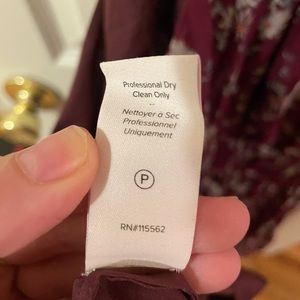 Professional Dry
Clean Only
--
Nettoyer à Sec
Professionnel
Uniquement
P
RN#115562